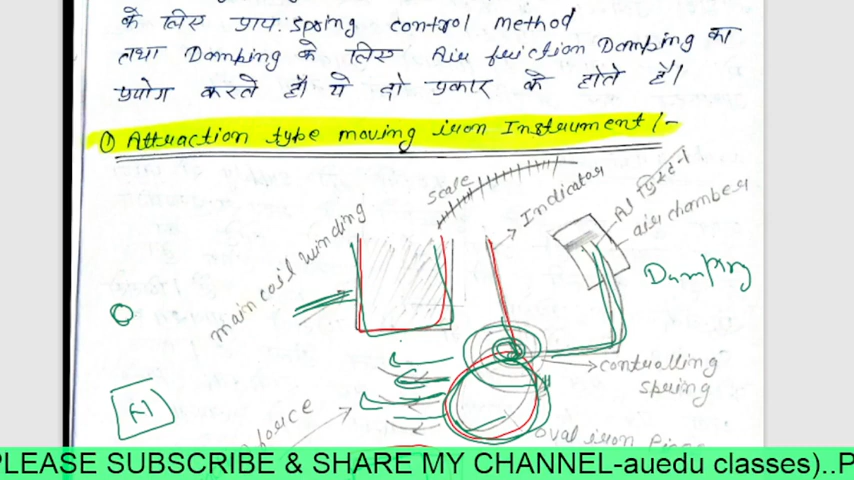 के लिए प्राय: spring control method
तथा Damping के लिए Air friction Damping का
प्रयोग करते हैं। ये दो प्रकार के होते हैं।
① Attraction type moving iron Instrument :-
scale
Indicator
Al पिस्टन
air chamber
main coil winding
Damping
controlling
spring
force
oval iron Piece
PLEASE SUBSCRIBE & SHARE MY CHANNEL-auedu classes)..P